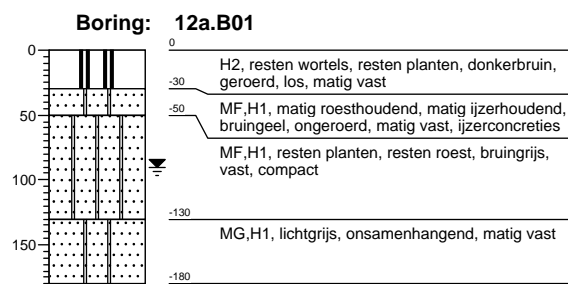 Boring: 12a.B01
0
0
H2, resten wortels, resten planten, donkerbruin,
geroerd, los, matig vast
-30
MF,H1, matig roesthoudend, matig ijzerhoudend,
bruingeel, ongeroerd, matig vast, ijzerconcreties
50
-50
MF,H1, resten planten, resten roest, bruingrijs,
vast, compact
100
-130
MG,H1, lichtgrijs, onsamenhangend, matig vast
150
-180